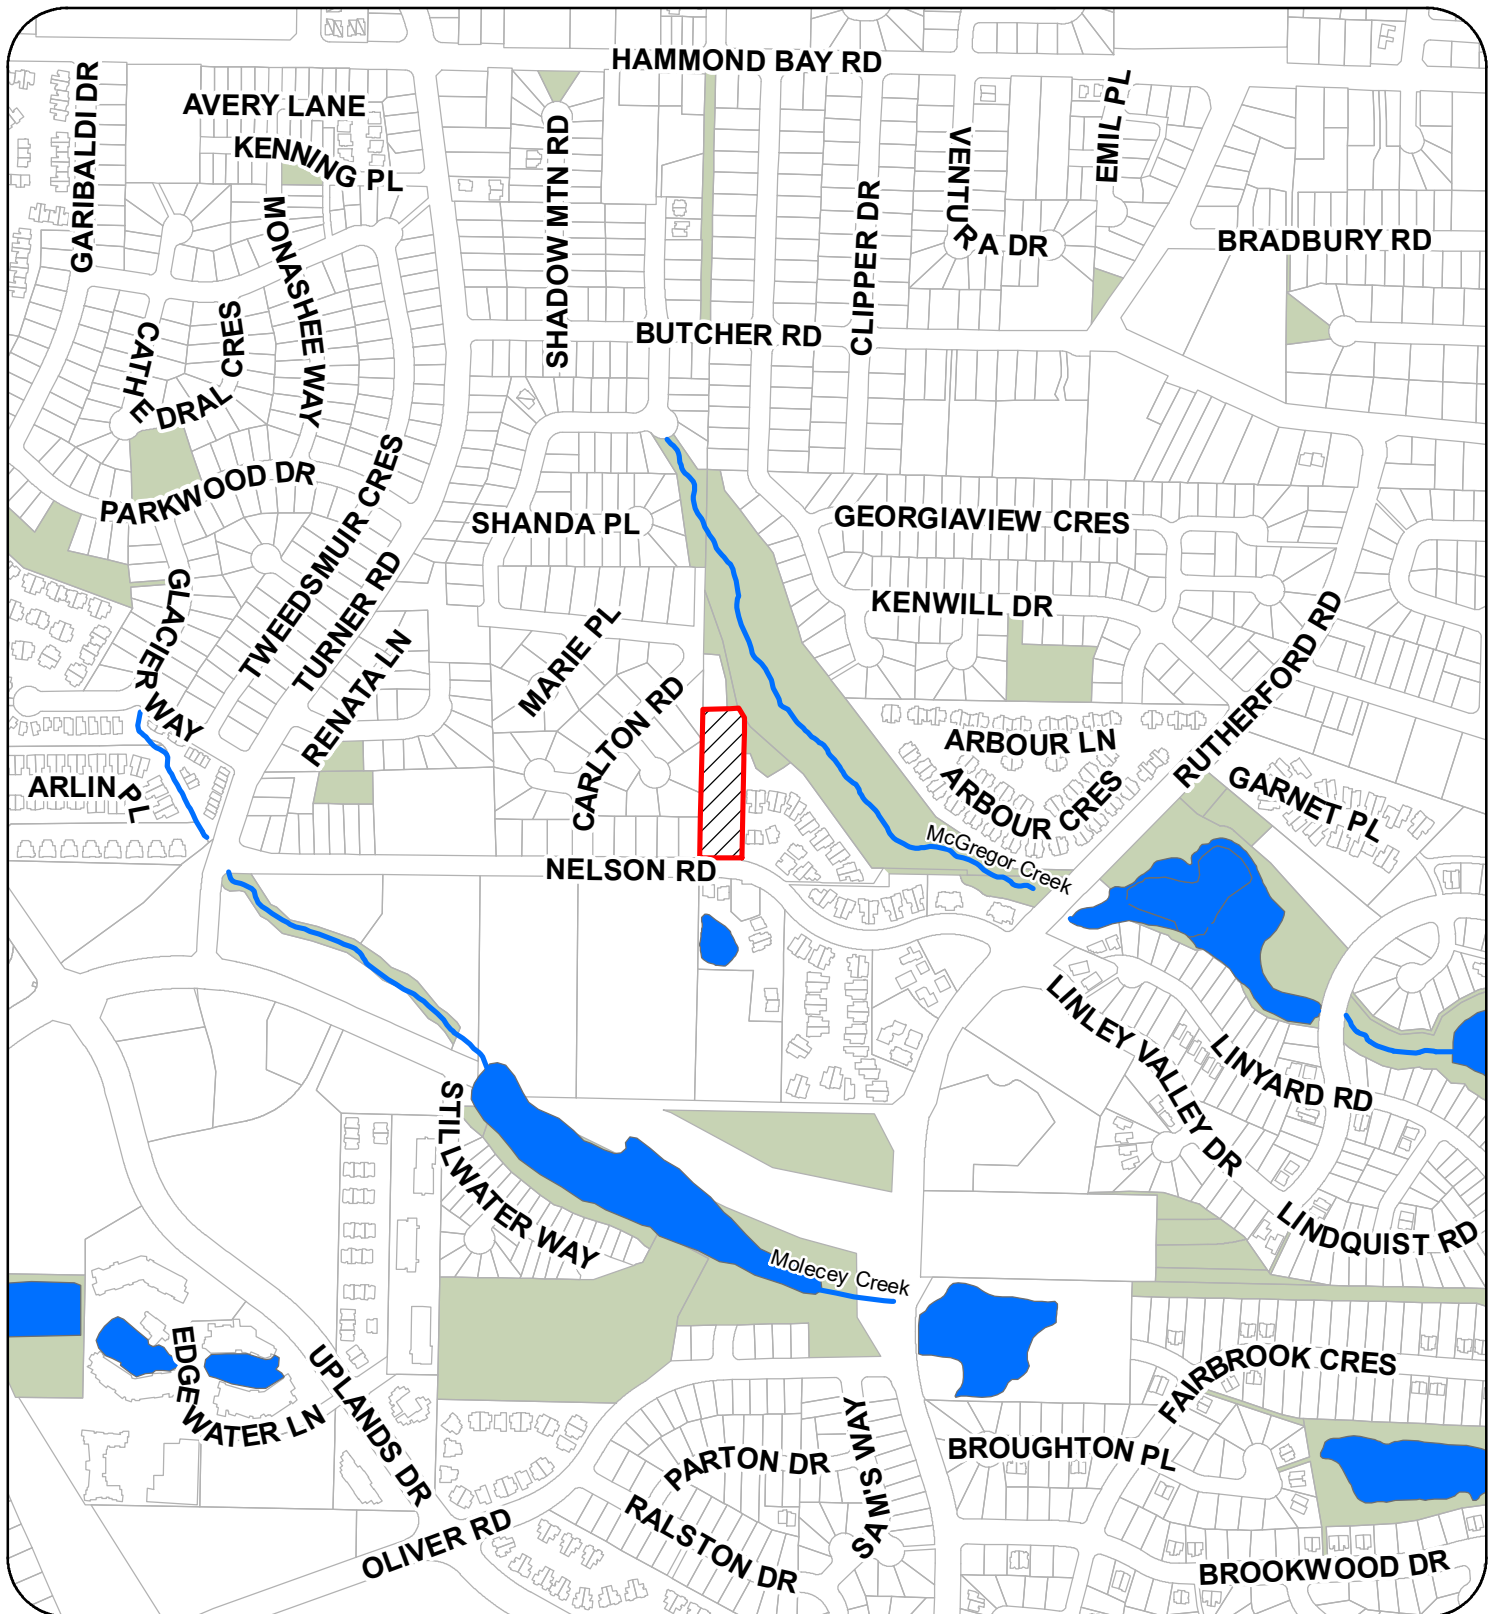 HAMMOND BAY RD
GARIBALDI DR
AVERY LANE
KENNING PL
SHADOW MTN RD
VENTURA DR
EMIL PL
CLIPPER DR
MONASHEE WAY
BRADBURY RD
CATHEDRAL CRES
BUTCHER RD
PARKWOOD DR
TWEEDSMUIR CRES
SHANDA PL
GEORGIAVIEW CRES
TURNER RD
GLACIER WAY
KENWILL DR
RENATA LN
MARIE PL
RUTHERFORD RD
CARLTON RD
ARBOUR LN
ARLIN PL
ARBOUR CRES
GARNET PL
McGregor Creek
NELSON RD
LINLEY VALLEY DR
LINYARD RD
STILLWATER WAY
LINDQUIST RD
Molecey Creek
EDGEWATER LN
UPLANDS DR
FAIRBROOK CRES
SAM'S WAY
PARTON DR
BROUGHTON PL
RALSTON DR
OLIVER RD
BROOKWOOD DR